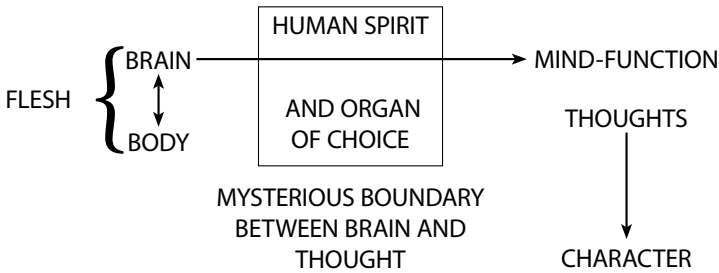 HUMAN SPIRIT
FLESH
BRAIN
BODY
AND ORGAN
OF CHOICE
MIND-FUNCTION
THOUGHTS
CHARACTER
MYSTERIOUS BOUNDARY
BETWEEN BRAIN AND
THOUGHT